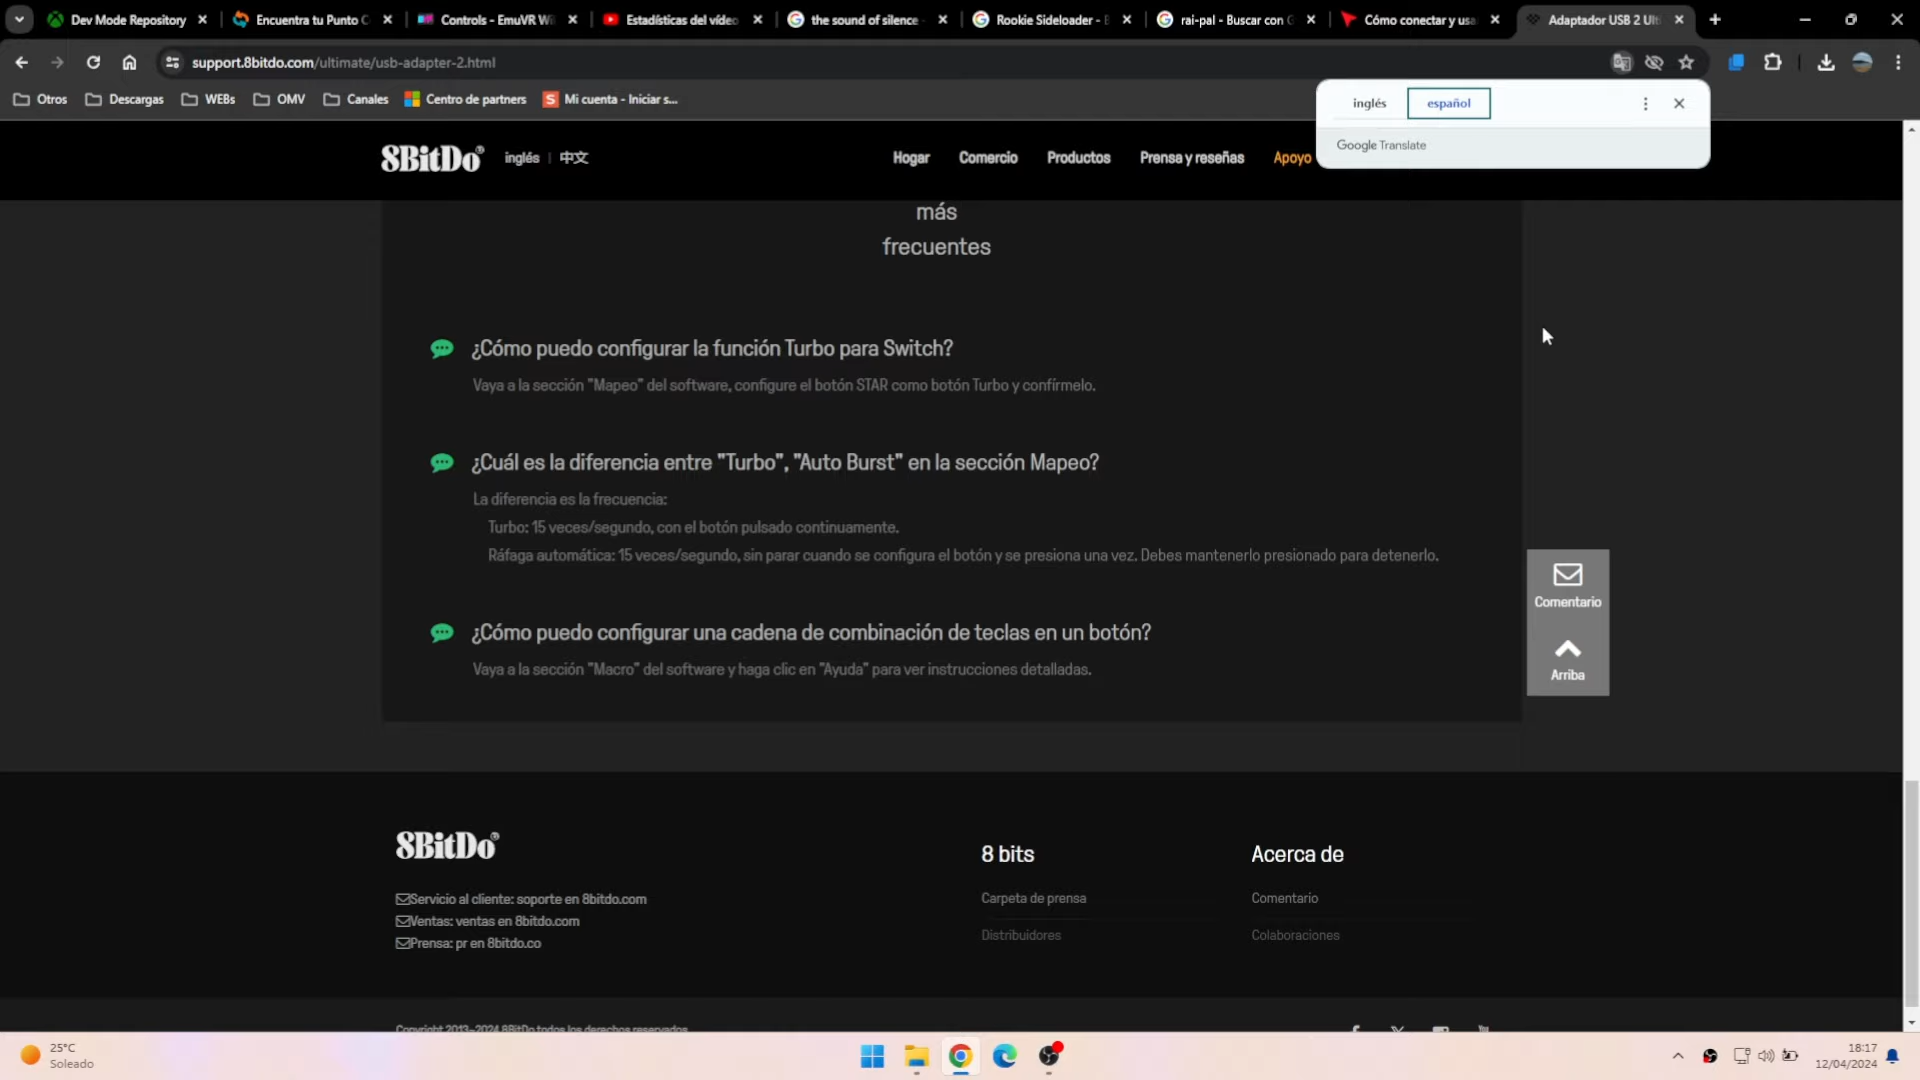 Dev Mode Repository
Encuentra tu Punto C
Controls - EmuVR Wi
Estadísticas del vídeo
the sound of silence -
Rookie Sideloader - B
rai-pal - Buscar con G
Cómo conectar y usa
Adaptador USB 2 Ulti
support.8bitdo.com/ultimate/usb-adapter-2.html
Otros
Descargas
WEBs
OMV
Canales
Centro de partners
S Mi cuenta - Iniciar s...
inglés
español
Google Translate
8BitDo®
inglés | 中文
Hogar
Comercio
Productos
Prensa y reseñas
Apoyo
más
frecuentes
¿Cómo puedo configurar la función Turbo para Switch?
Vaya a la sección "Mapeo" del software, configure el botón STAR como botón Turbo y confírmelo.
¿Cuál es la diferencia entre "Turbo", "Auto Burst" en la sección Mapeo?
La diferencia es la frecuencia:
Turbo: 15 veces/segundo, con el botón pulsado continuamente.
Ráfaga automática: 15 veces/segundo, sin parar cuando se configura el botón y se presiona una vez. Debes mantenerlo presionado para detenerlo.
¿Cómo puedo configurar una cadena de combinación de teclas en un botón?
Vaya a la sección "Macro" del software y haga clic en "Ayuda" para ver instrucciones detalladas.
Comentario
Arriba
8BitDo®
Servicio al cliente: soporte en 8bitdo.com
Ventas: ventas en 8bitdo.com
Prensa: pr en 8bitdo.co
8 bits
Carpeta de prensa
Distribuidores
Acerca de
Comentario
Colaboraciones
Copyright 2013-2024 8BitDo todos los derechos reservados
25°C
Soleado
18:17
12/04/2024